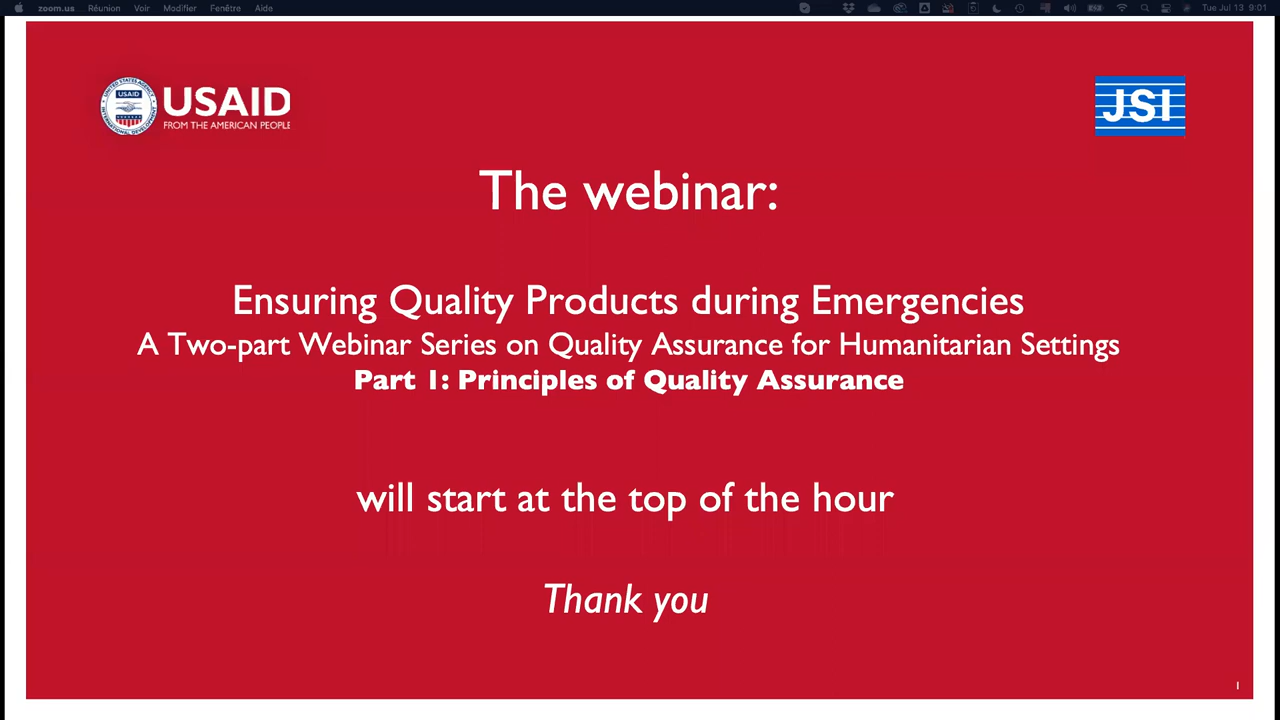 zoom.us Réunion Voir Modifier Fenêtre Aide Tue Jul 13 9:01
USAID
FROM THE AMERICAN PEOPLE
JSI
The webinar:
Ensuring Quality Products during Emergencies
A Two-part Webinar Series on Quality Assurance for Humanitarian Settings
Part 1: Principles of Quality Assurance
will start at the top of the hour
Thank you
1